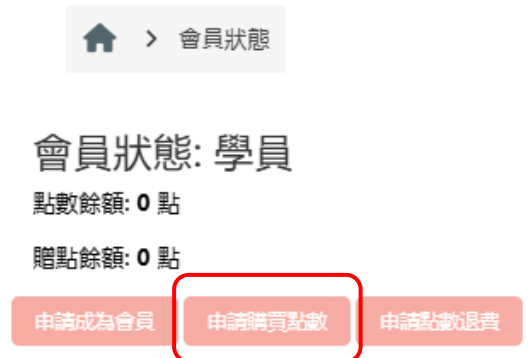 > 會員狀態
會員狀態: 學員
點數餘額: 0 點
贈點餘額: 0 點
申請成為會員 申請購買點數 申請點數退費